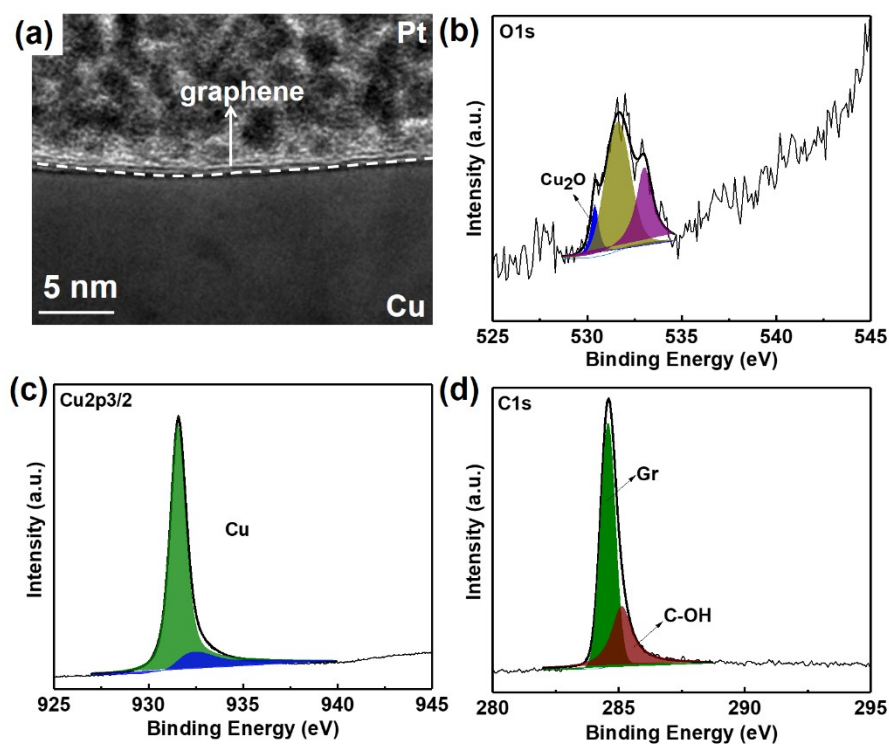 (a)
Pt
graphene
5 nm
Cu
(b)
O1s
Cu₂O
Intensity (a.u.)
525 530 535 540 545
Binding Energy (eV)
(c)
Cu2p3/2
Cu
Intensity (a.u.)
925 930 935 940 945
Binding Energy (eV)
(d)
C1s
Gr
C-OH
Intensity (a.u.)
280 285 290 295
Binding Energy (eV)